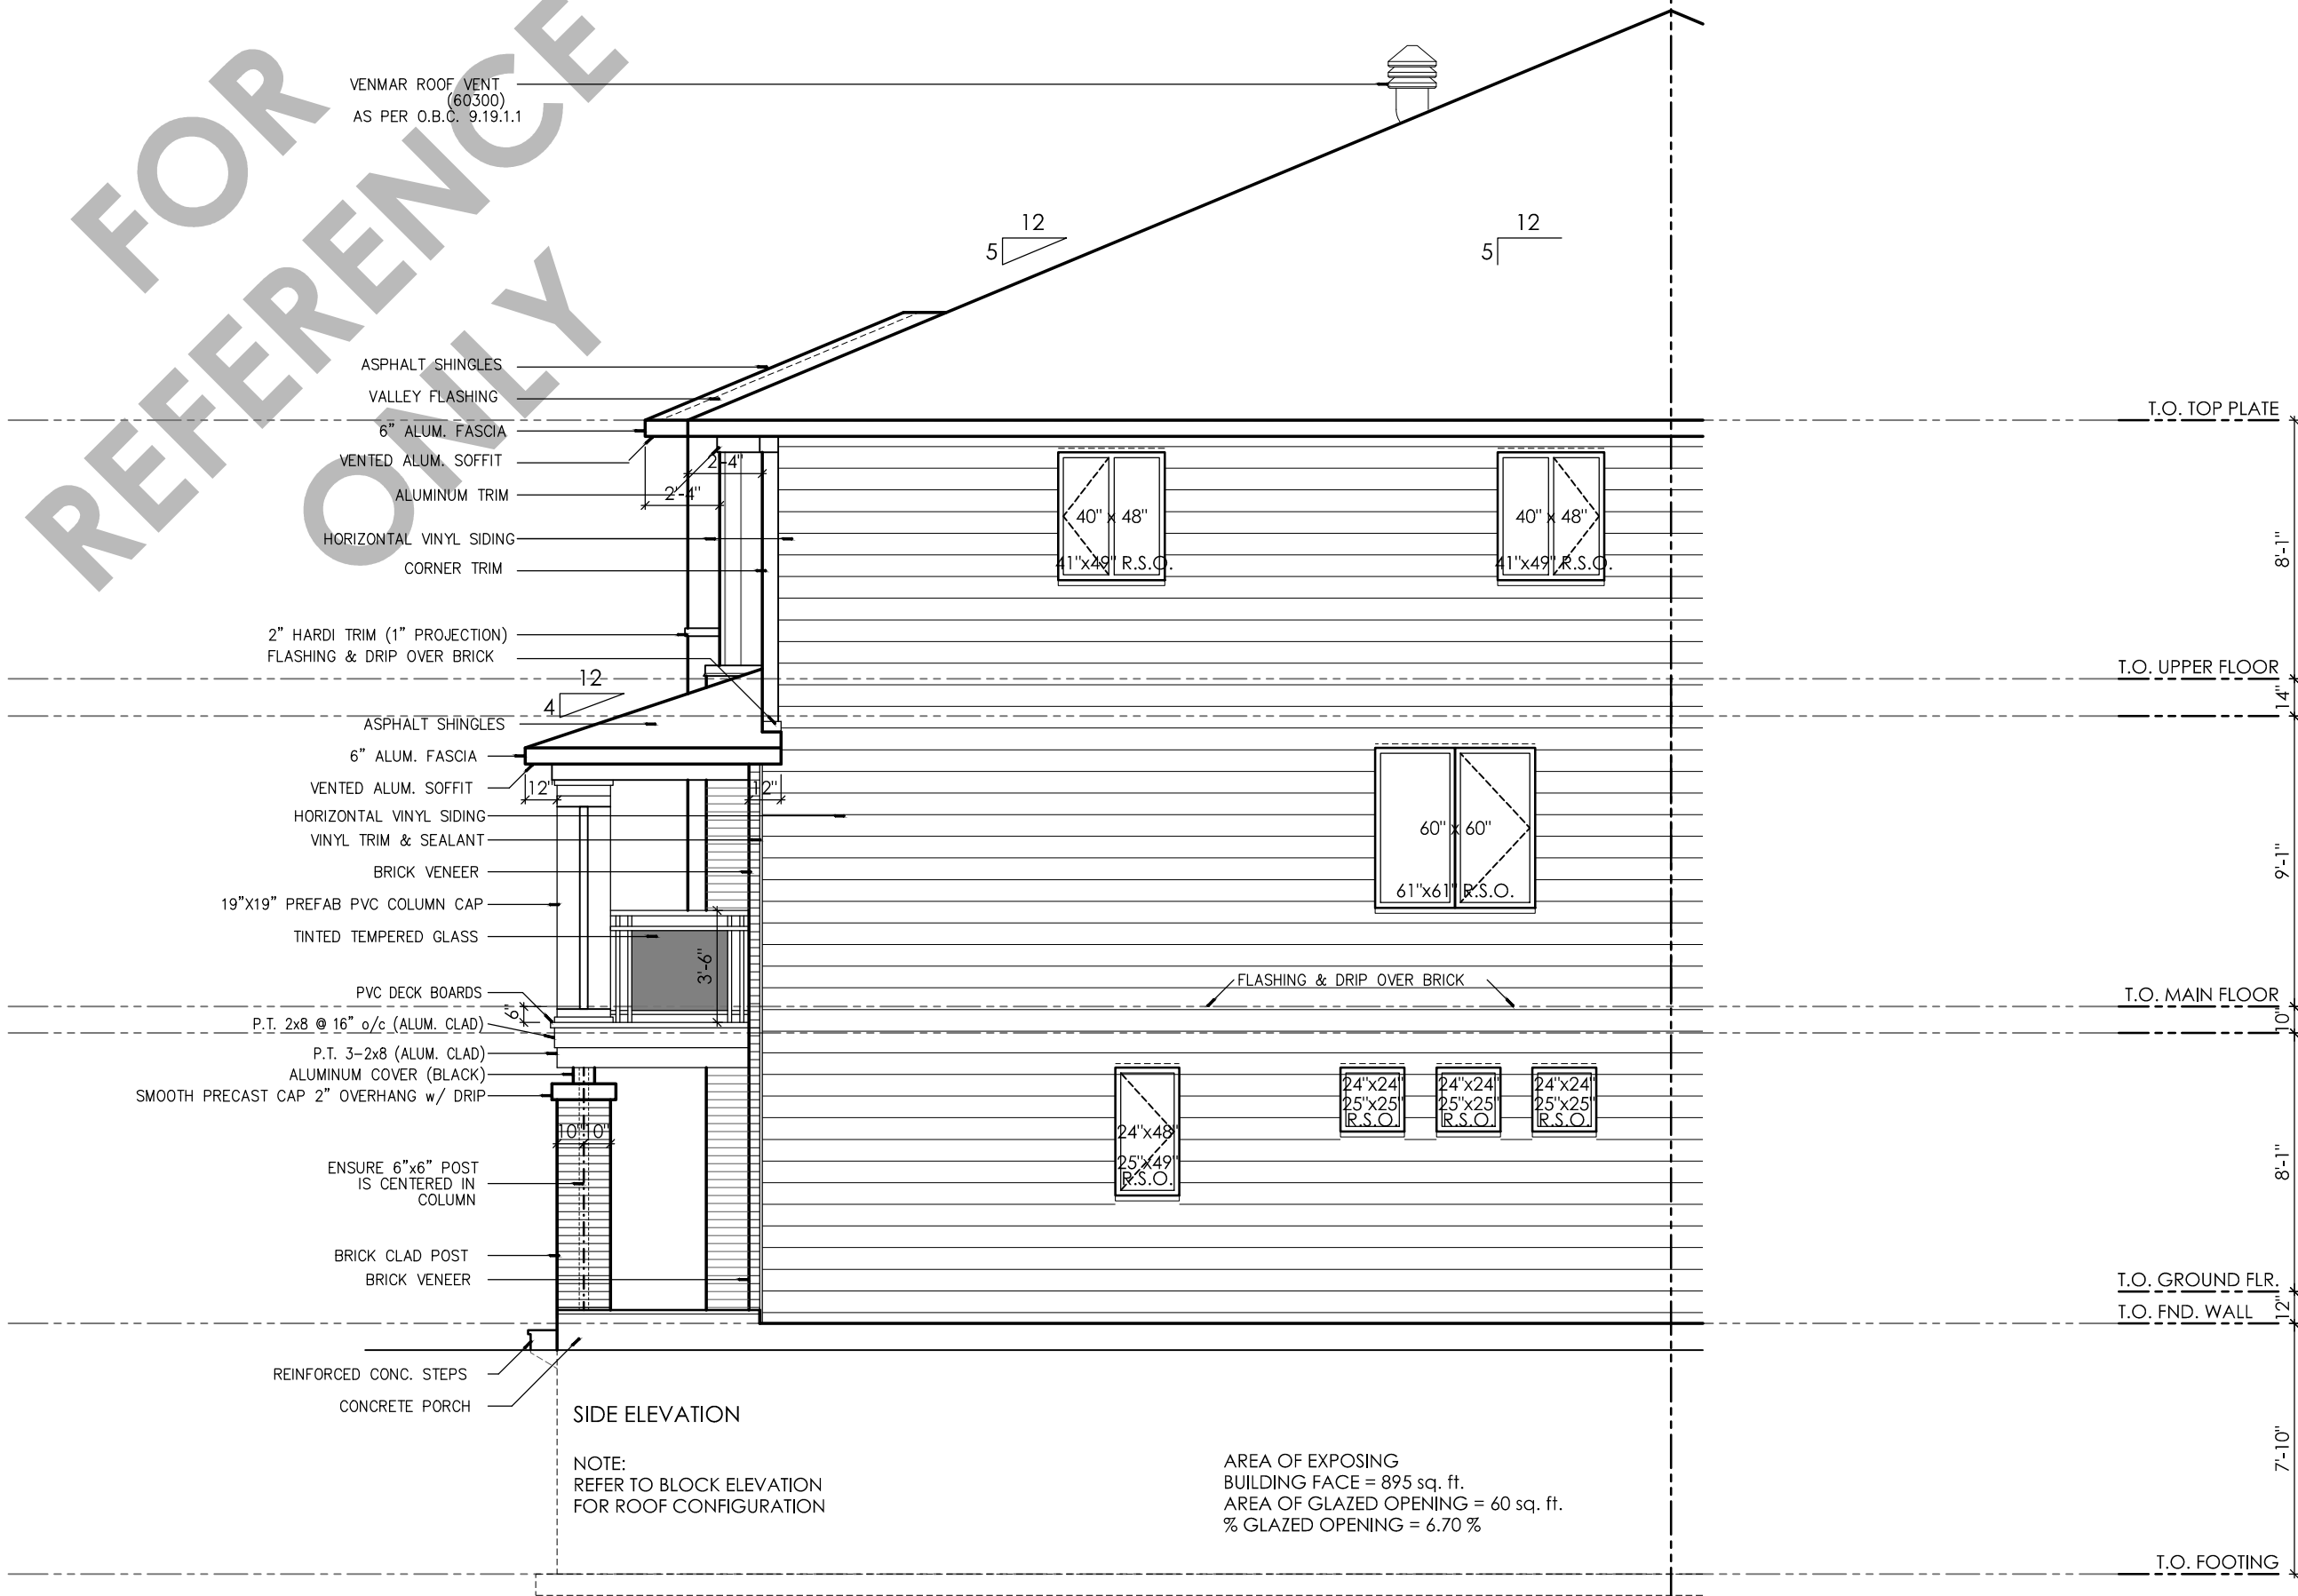 FOR
REFERENCE
ONLY
VENMAR ROOF VENT
(60300)
AS PER O.B.C. 9.19.1.1
12
5
12
5
ASPHALT SHINGLES
VALLEY FLASHING
T.O. TOP PLATE
6" ALUM. FASCIA
VENTED ALUM. SOFFIT
2'-4"
ALUMINUM TRIM
2'-4"
40" x 48"
41"x49" R.S.O.
40" x 48"
41"x49" R.S.O.
HORIZONTAL VINYL SIDING
8'-1"
CORNER TRIM
2" HARDI TRIM (1" PROJECTION)
FLASHING & DRIP OVER BRICK
T.O. UPPER FLOOR
12
4
14"
ASPHALT SHINGLES
6" ALUM. FASCIA
VENTED ALUM. SOFFIT
12"
12"
HORIZONTAL VINYL SIDING
60" x 60"
61"x61" R.S.O.
VINYL TRIM & SEALANT
9'-1"
BRICK VENEER
19"X19" PREFAB PVC COLUMN CAP
TINTED TEMPERED GLASS
3'-6"
FLASHING & DRIP OVER BRICK
PVC DECK BOARDS
T.O. MAIN FLOOR
6"
10"
P.T. 2x8 @ 16" o/c (ALUM. CLAD)
P.T. 3-2x8 (ALUM. CLAD)
ALUMINUM COVER (BLACK)
SMOOTH PRECAST CAP 2" OVERHANG w/ DRIP
24"x24"
25"x25"
R.S.O.
24"x24"
25"x25"
R.S.O.
24"x24"
25"x25"
R.S.O.
10"
10"
24"x48"
25"x49"
R.S.O.
8'-1"
ENSURE 6"x6" POST
IS CENTERED IN
COLUMN
BRICK CLAD POST
BRICK VENEER
T.O. GROUND FLR.
12"
T.O. FND. WALL
REINFORCED CONC. STEPS
CONCRETE PORCH
SIDE ELEVATION
NOTE:
REFER TO BLOCK ELEVATION
FOR ROOF CONFIGURATION
AREA OF EXPOSING
BUILDING FACE = 895 sq. ft.
AREA OF GLAZED OPENING = 60 sq. ft.
% GLAZED OPENING = 6.70 %
7'-10"
T.O. FOOTING